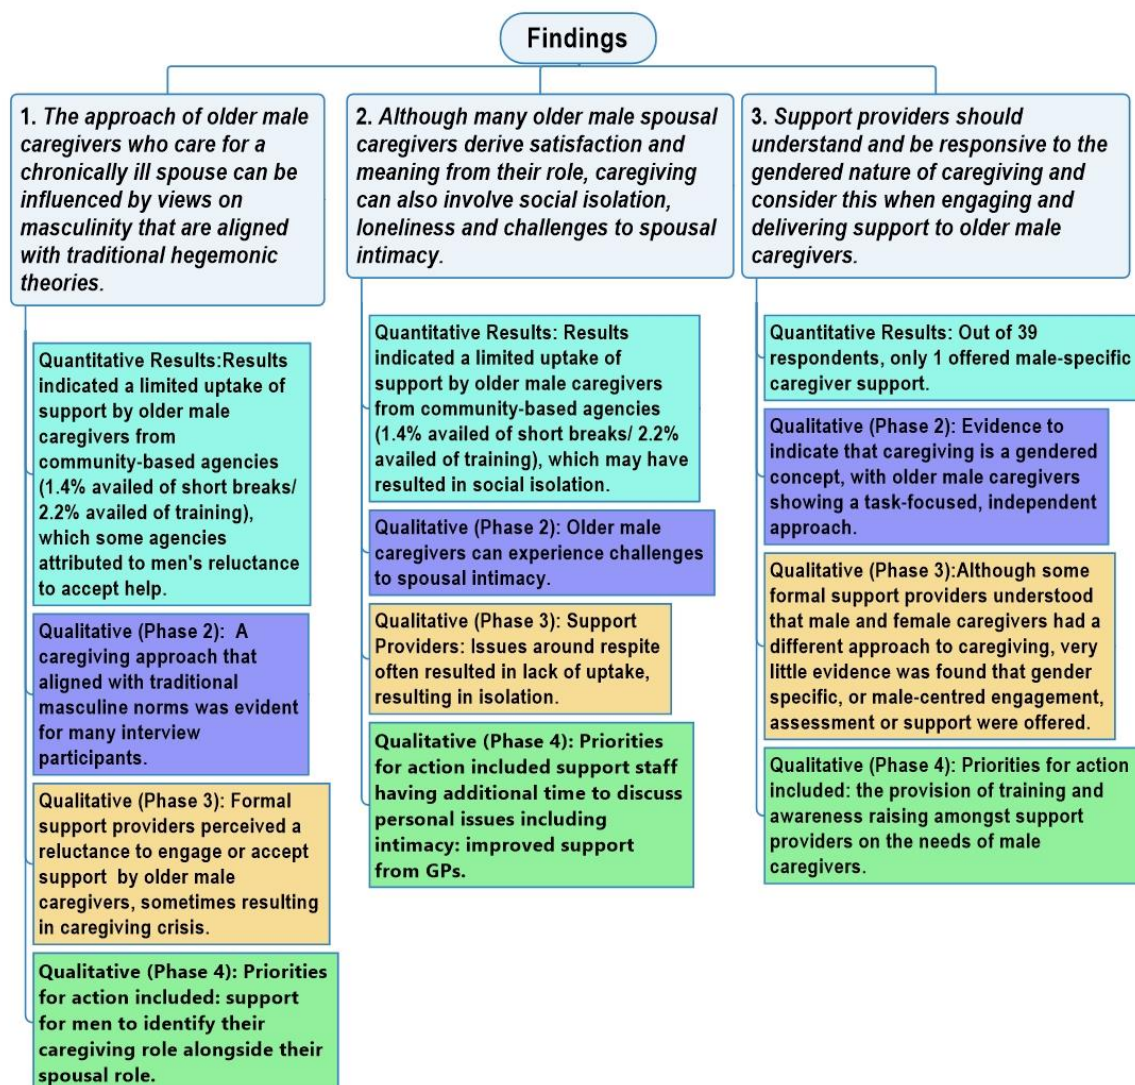 Findings
1. The approach of older male
caregivers who care for a
chronically ill spouse can be
influenced by views on
masculinity that are aligned
with traditional hegemonic
theories.
Quantitative Results:Results
indicated a limited uptake of
support by older male
caregivers from
community-based agencies
(1.4% availed of short breaks/
2.2% availed of training),
which some agencies
attributed to men's reluctance
to accept help.
Qualitative (Phase 2): A
caregiving approach that
aligned with traditional
masculine norms was evident
for many interview
participants.
Qualitative (Phase 3): Formal
support providers perceived a
reluctance to engage or accept
support by older male
caregivers, sometimes resulting
in caregiving crisis.
Qualitative (Phase 4): Priorities
for action included: support
for men to identify their
caregiving role alongside their
spousal role.
2. Although many older male spousal
caregivers derive satisfaction and
meaning from their role, caregiving
can also involve social isolation,
loneliness and challenges to spousal
intimacy.
Quantitative Results: Results
indicated a limited uptake of
support by older male caregivers
from community-based agencies
(1.4% availed of short breaks/ 2.2%
availed of training), which may have
resulted in social isolation.
Qualitative (Phase 2): Older male
caregivers can experience challenges
to spousal intimacy.
Qualitative (Phase 3): Support
Providers: Issues around respite
often resulted in lack of uptake,
resulting in isolation.
Qualitative (Phase 4): Priorities
for action included support staff
having additional time to discuss
personal issues including
intimacy: improved support
from GPs.
3. Support providers should
understand and be responsive to the
gendered nature of caregiving and
consider this when engaging and
delivering support to older male
caregivers.
Quantitative Results: Out of 39
respondents, only 1 offered male-specific
caregiver support.
Qualitative (Phase 2): Evidence to
indicate that caregiving is a gendered
concept, with older male caregivers
showing a task-focused, independent
approach.
Qualitative (Phase 3):Although some
formal support providers understood
that male and female caregivers had a
different approach to caregiving, very
little evidence was found that gender
specific, or male-centred engagement,
assessment or support were offered.
Qualitative (Phase 4): Priorities for action
included: the provision of training and
awareness raising amongst support
providers on the needs of male
caregivers.